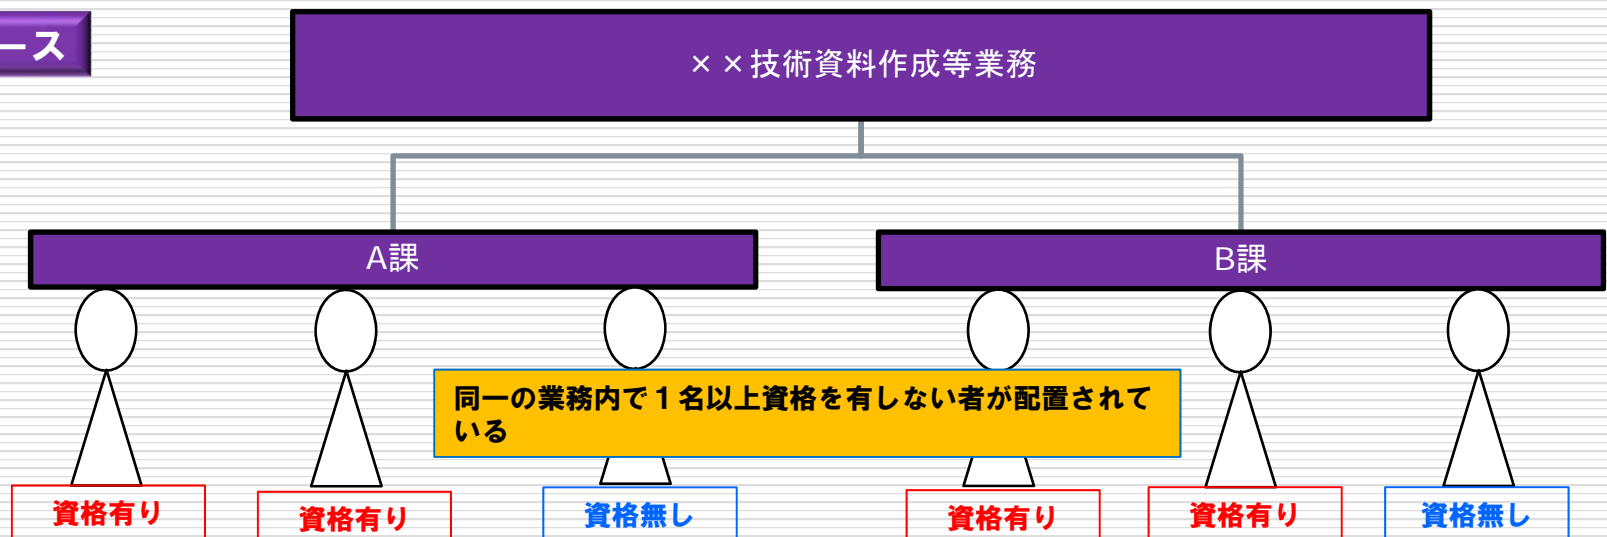 ース
××技術資料作成等業務
A課
B課
同一の業務内で１名以上資格を有しない者が配置されて
いる
資格有り
資格有り
資格無し
資格有り
資格有り
資格無し